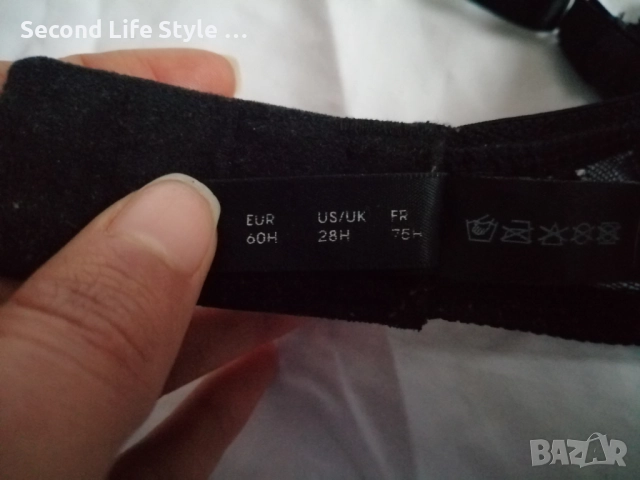 Second Life Style ...
EUR US/UK FR
60H 28H 75H
BAZAR